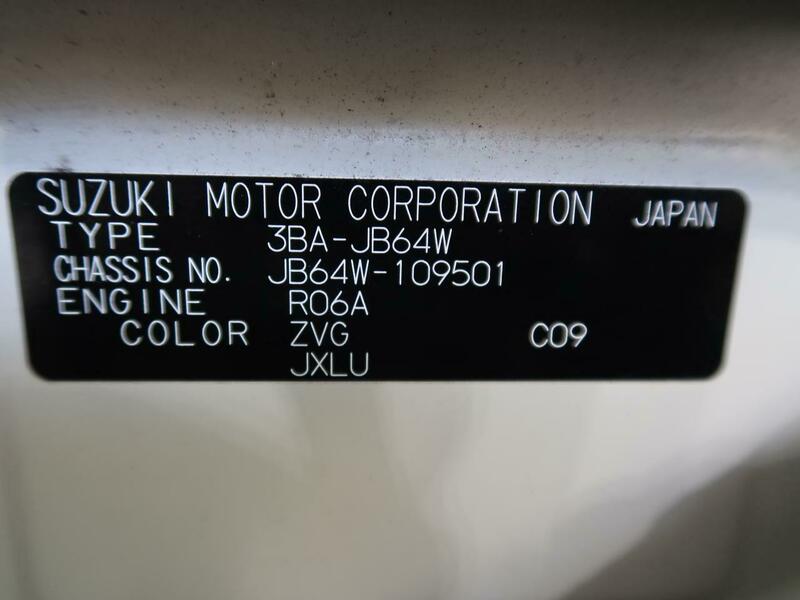 SUZUKI MOTOR CORPORATION JAPAN
TYPE 3BA-JB64W
CHASSIS NO. JB64W-109501
ENGINE R06A
COLOR ZVG C09
JXLU